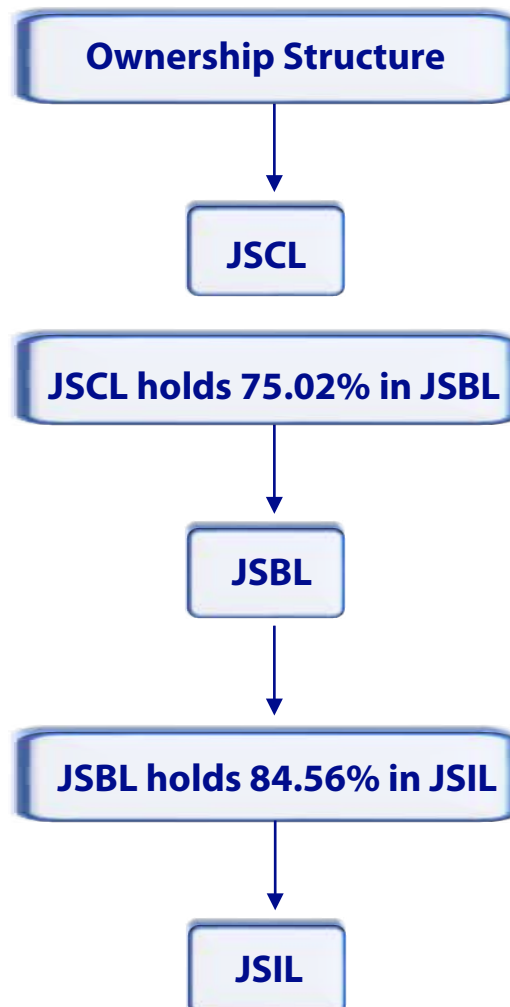 Ownership Structure
JSCL
JSCL holds 75.02% in JSBL
JSBL
JSBL holds 84.56% in JSIL
JSIL